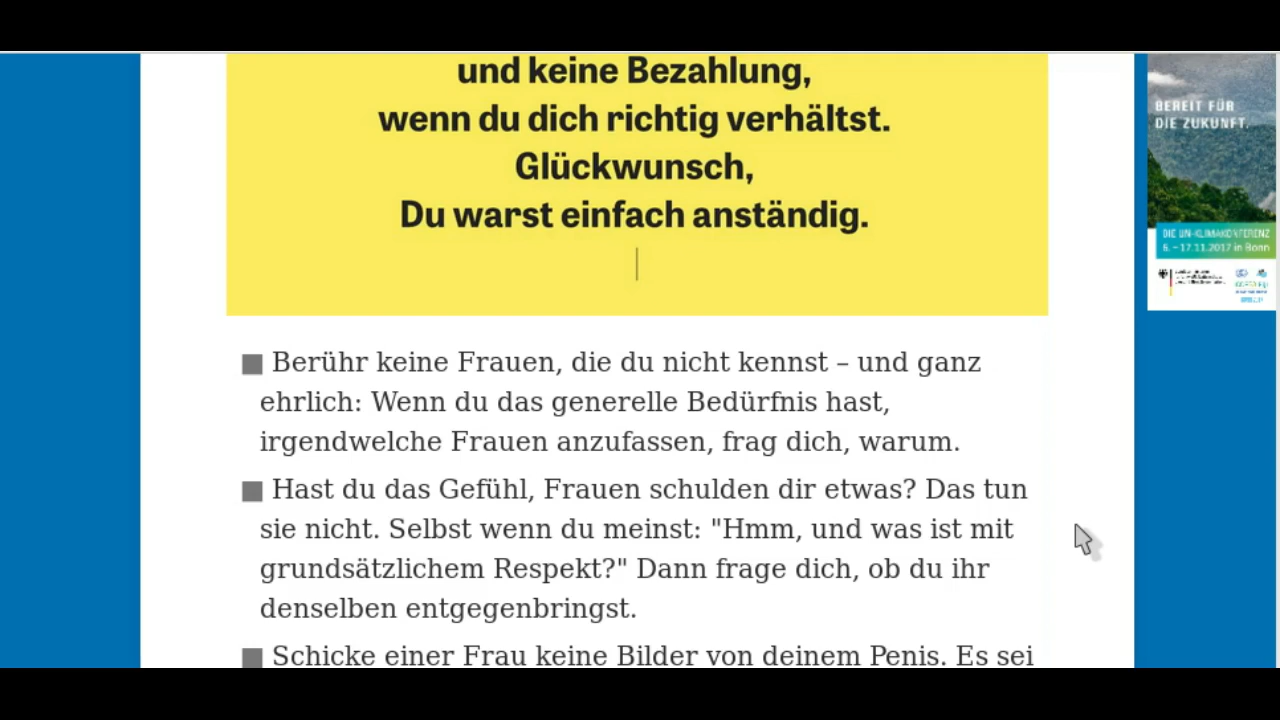 und keine Bezahlung,
wenn du dich richtig verhältst.
Glückwunsch,
Du warst einfach anständig.
Berühr keine Frauen, die du nicht kennst – und ganz
ehrlich: Wenn du das generelle Bedürfnis hast,
irgendwelche Frauen anzufassen, frag dich, warum.
Hast du das Gefühl, Frauen schulden dir etwas? Das tun
sie nicht. Selbst wenn du meinst: "Hmm, und was ist mit
grundsätzlichem Respekt?" Dann frage dich, ob du ihr
denselben entgegenbringst.
Schicke einer Frau keine Bilder von deinem Penis. Es sei
BEREIT FÜR
DIE ZUKUNFT.
DIE UN-KLIMAKONFERENZ
6. – 17.11.2017 in Bonn